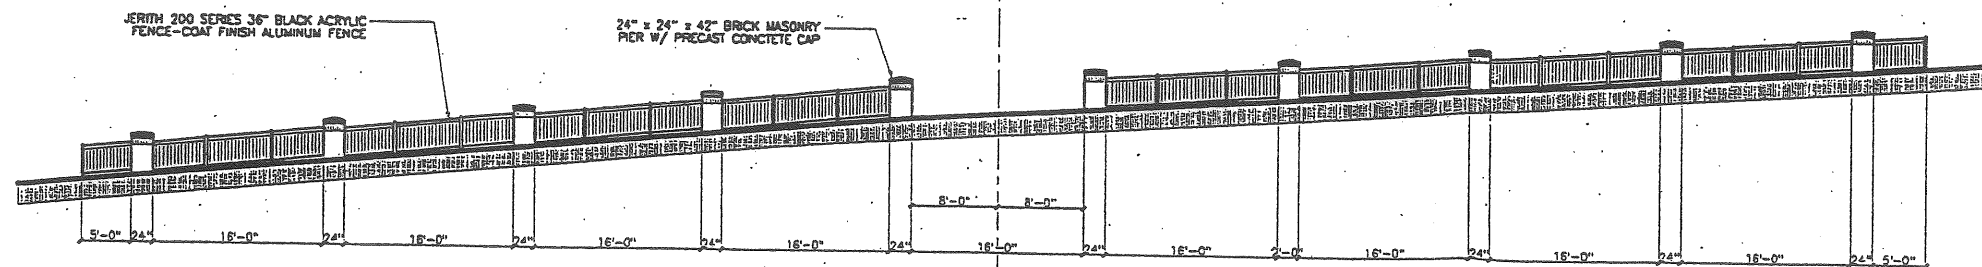 JERITH 200 SERIES 36" BLACK ACRYLIC
FENCE-COAT FINISH ALUMINUM FENCE
24" x 24" x 42" BRICK MASONRY
PIER W/ PRECAST CONCTETE CAP
8'-0" 8'-0"
5'-0" 24" 16'-0" 24" 16'-0" 24" 16'-0" 24" 16'-0" 24" 16'-0" 24" 16'-0" 2'-0" 16'-0" 24" 16'-0" 24" 16'-0" 24" 5'-0"